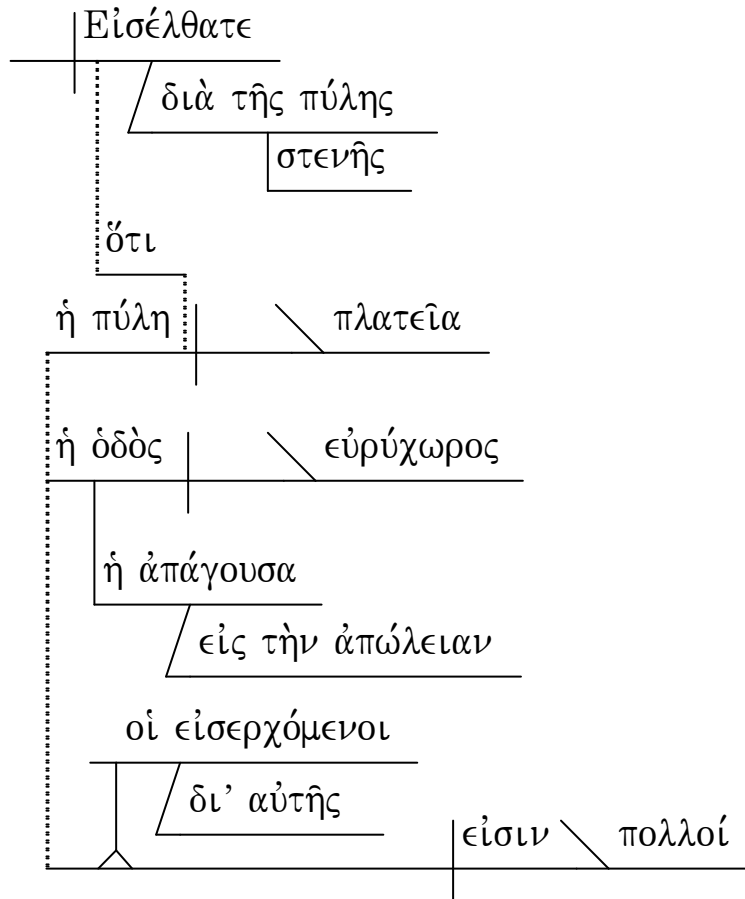 Εἰσέλθατε
διὰ τῆς πύλης
στενῆς
ὅτι
ἡ πύλη πλατεῖα
ἡ ὁδὸς εὐρύχωρος
ἡ ἀπάγουσα
εἰς τὴν ἀπώλειαν
οἱ εἰσερχόμενοι
δι’ αὐτῆς
εἰσιν πολλοί